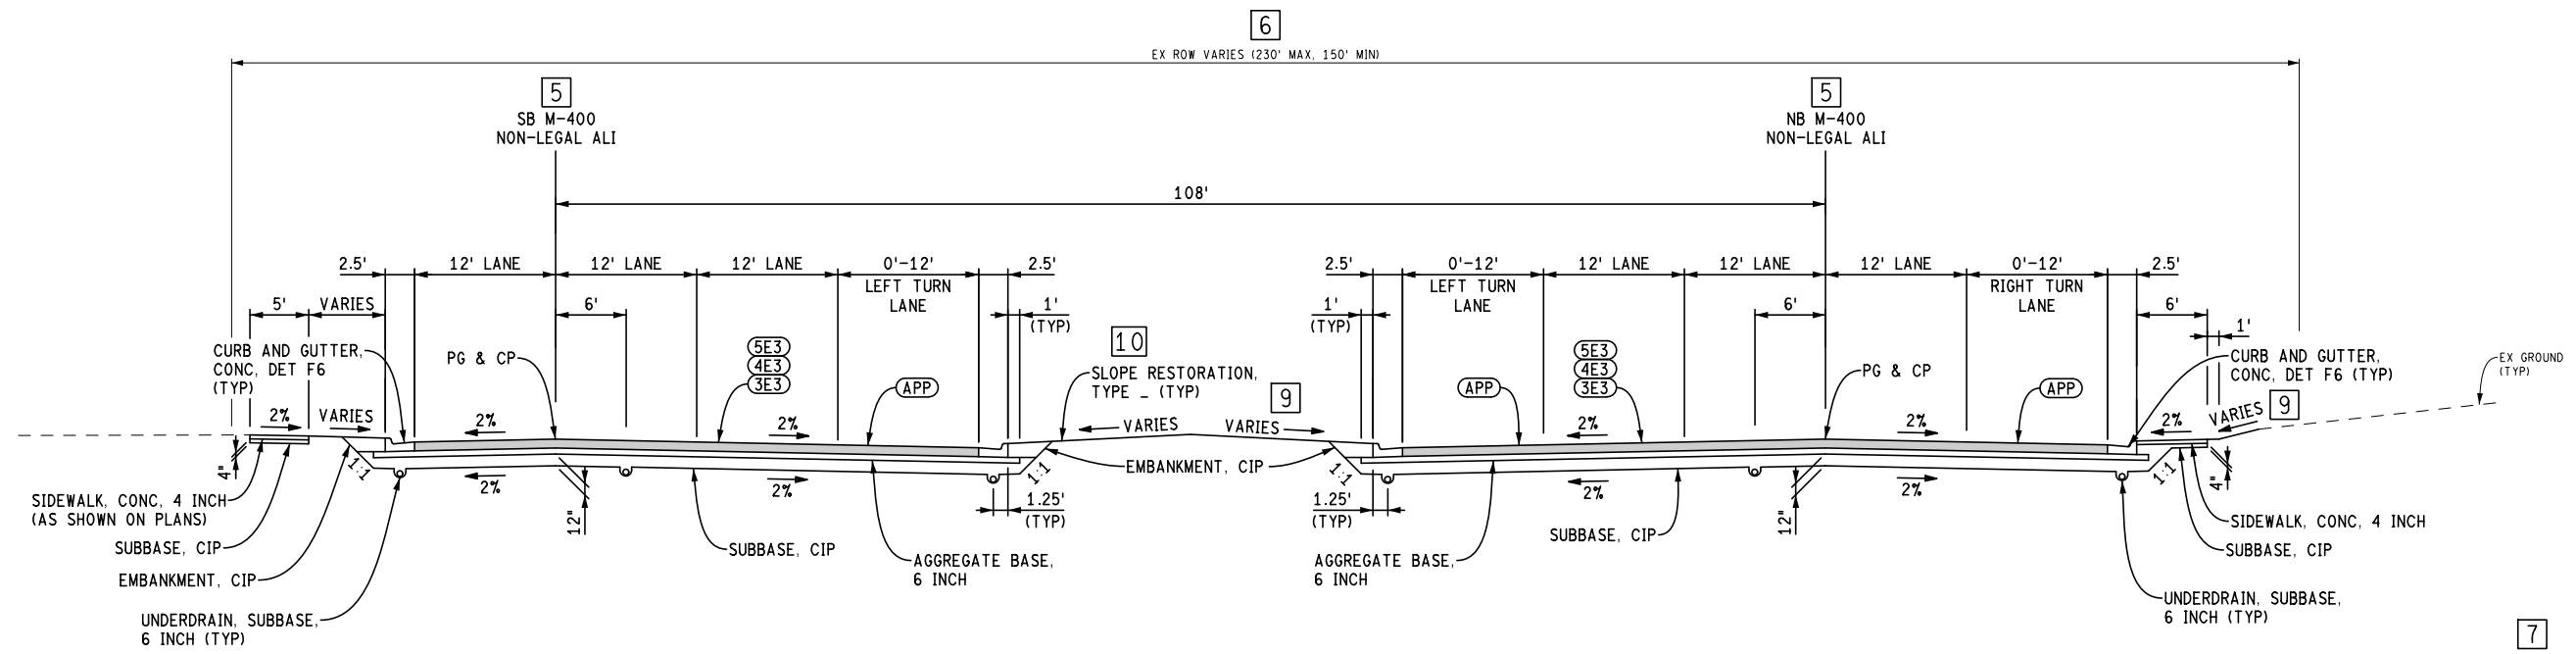 6
EX ROW VARIES (230' MAX, 150' MIN)
5
SB M-400
NON-LEGAL ALI
5
NB M-400
NON-LEGAL ALI
108'
2.5'
12' LANE
12' LANE
12' LANE
0'-12'
LEFT TURN
LANE
2.5'
2.5'
0'-12'
LEFT TURN
LANE
12' LANE
12' LANE
12' LANE
0'-12'
RIGHT TURN
LANE
2.5'
5'
VARIES
6'
1'
(TYP)
1'
(TYP)
6'
6'
1'
CURB AND GUTTER,
CONC, DET F6
(TYP)
PG & CP
5E3
4E3
3E3
APP
10
SLOPE RESTORATION,
TYPE _ (TYP)
9
APP
5E3
4E3
3E3
PG & CP
APP
CURB AND GUTTER,
CONC, DET F6 (TYP)
EX GROUND
(TYP)
9
2%
VARIES
2%
2%
VARIES
VARIES
2%
2%
2%
VARIES
4"
1:1
2%
12"
2%
1:1
1.25'
(TYP)
EMBANKMENT, CIP
1:1
1.25'
(TYP)
2%
12"
2%
1:1
4"
SIDEWALK, CONC, 4 INCH
(AS SHOWN ON PLANS)
SUBBASE, CIP
EMBANKMENT, CIP
UNDERDRAIN, SUBBASE,
6 INCH (TYP)
SUBBASE, CIP
AGGREGATE BASE,
6 INCH
AGGREGATE BASE,
6 INCH
SUBBASE, CIP
SIDEWALK, CONC, 4 INCH
SUBBASE, CIP
UNDERDRAIN, SUBBASE,
6 INCH (TYP)
7